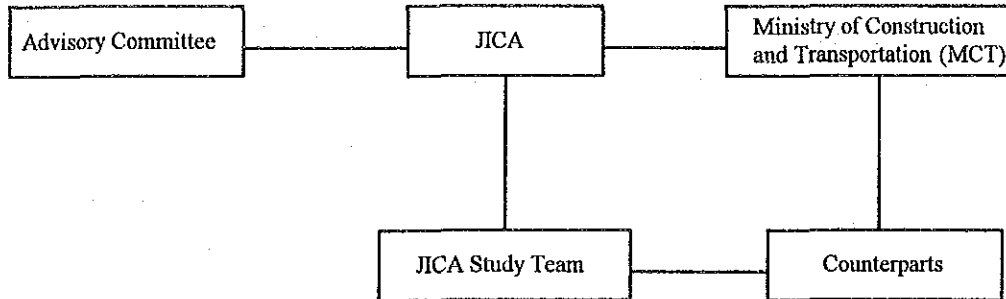 Advisory Committee
JICA
Ministry of Construction
and Transportation (MCT)
JICA Study Team
Counterparts